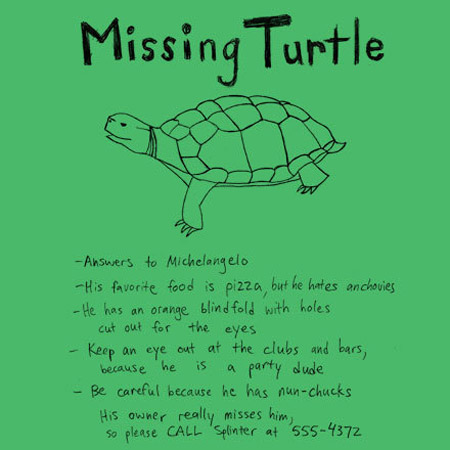 Missing Turtle
- Answers to Michelangelo
- His favorite food is pizza, but he hates anchovies
- He has an orange blindfold with holes
cut out for the eyes
- Keep an eye out at the clubs and bars,
because he is a party dude
- Be careful because he has nun-chucks
His owner really misses him,
so please CALL Splinter at 555-4372